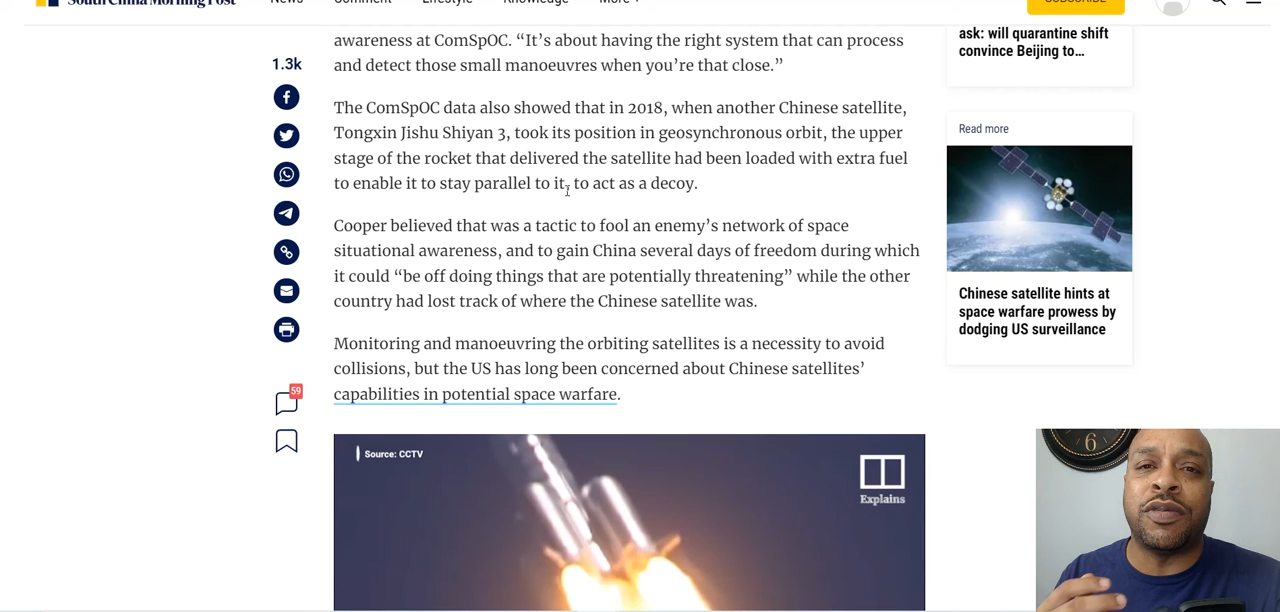 South China Morning Post
News
Comment
Lifestyle
Knowledge
More +
SUBSCRIBE
awareness at ComSpOC. “It’s about having the right system that can process
and detect those small manoeuvres when you’re that close.”
1.3k
The ComSpOC data also showed that in 2018, when another Chinese satellite,
Tongxin Jishu Shiyan 3, took its position in geosynchronous orbit, the upper
stage of the rocket that delivered the satellite had been loaded with extra fuel
to enable it to stay parallel to it, to act as a decoy.
Cooper believed that was a tactic to fool an enemy’s network of space
situational awareness, and to gain China several days of freedom during which
it could “be off doing things that are potentially threatening” while the other
country had lost track of where the Chinese satellite was.
Monitoring and manoeuvring the orbiting satellites is a necessity to avoid
collisions, but the US has long been concerned about Chinese satellites’
capabilities in potential space warfare.
59
Source: CCTV
Explains
ask: will quarantine shift
convince Beijing to…
Read more
Chinese satellite hints at
space warfare prowess by
dodging US surveillance
6